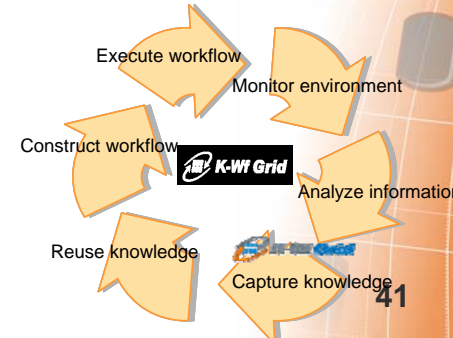 Execute workflow
Monitor environment
Construct workflow
K-Wf Grid
Analyze information
Reuse knowledge
Capture knowledge
41